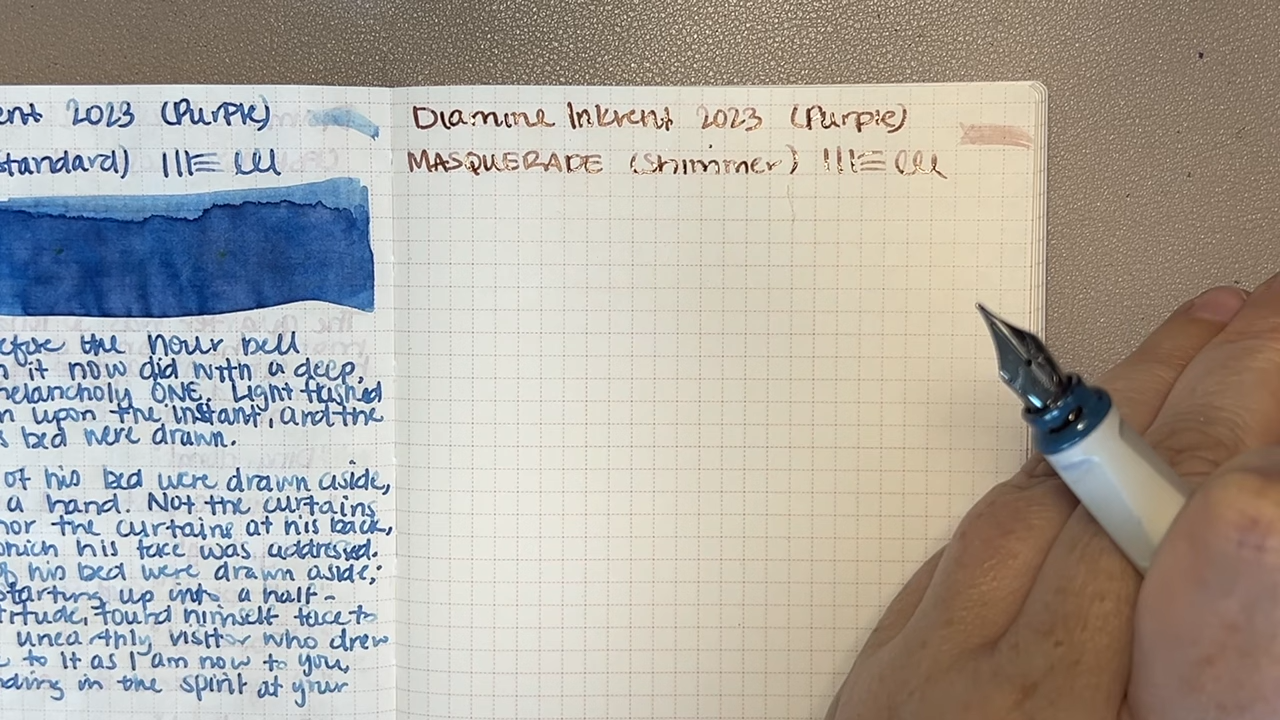 ent 2023 (Purple)
standard)
efore the hour bell
n it now did with a deep,
melancholy ONE. Light flashed
n upon the instant, and the
s bed were drawn.
of his bed were drawn aside,
a hand. Not the curtains
nor the curtains at his back,
which his face was addressed.
of his bed were drawn aside;
starting up into a half-
titude, found himself face to
unearthly visitor who drew
to it as I am now to you,
nding in the spirit at your
Diamine Inkvent 2023 (Purple)
MASQUERADE (Shimmer)